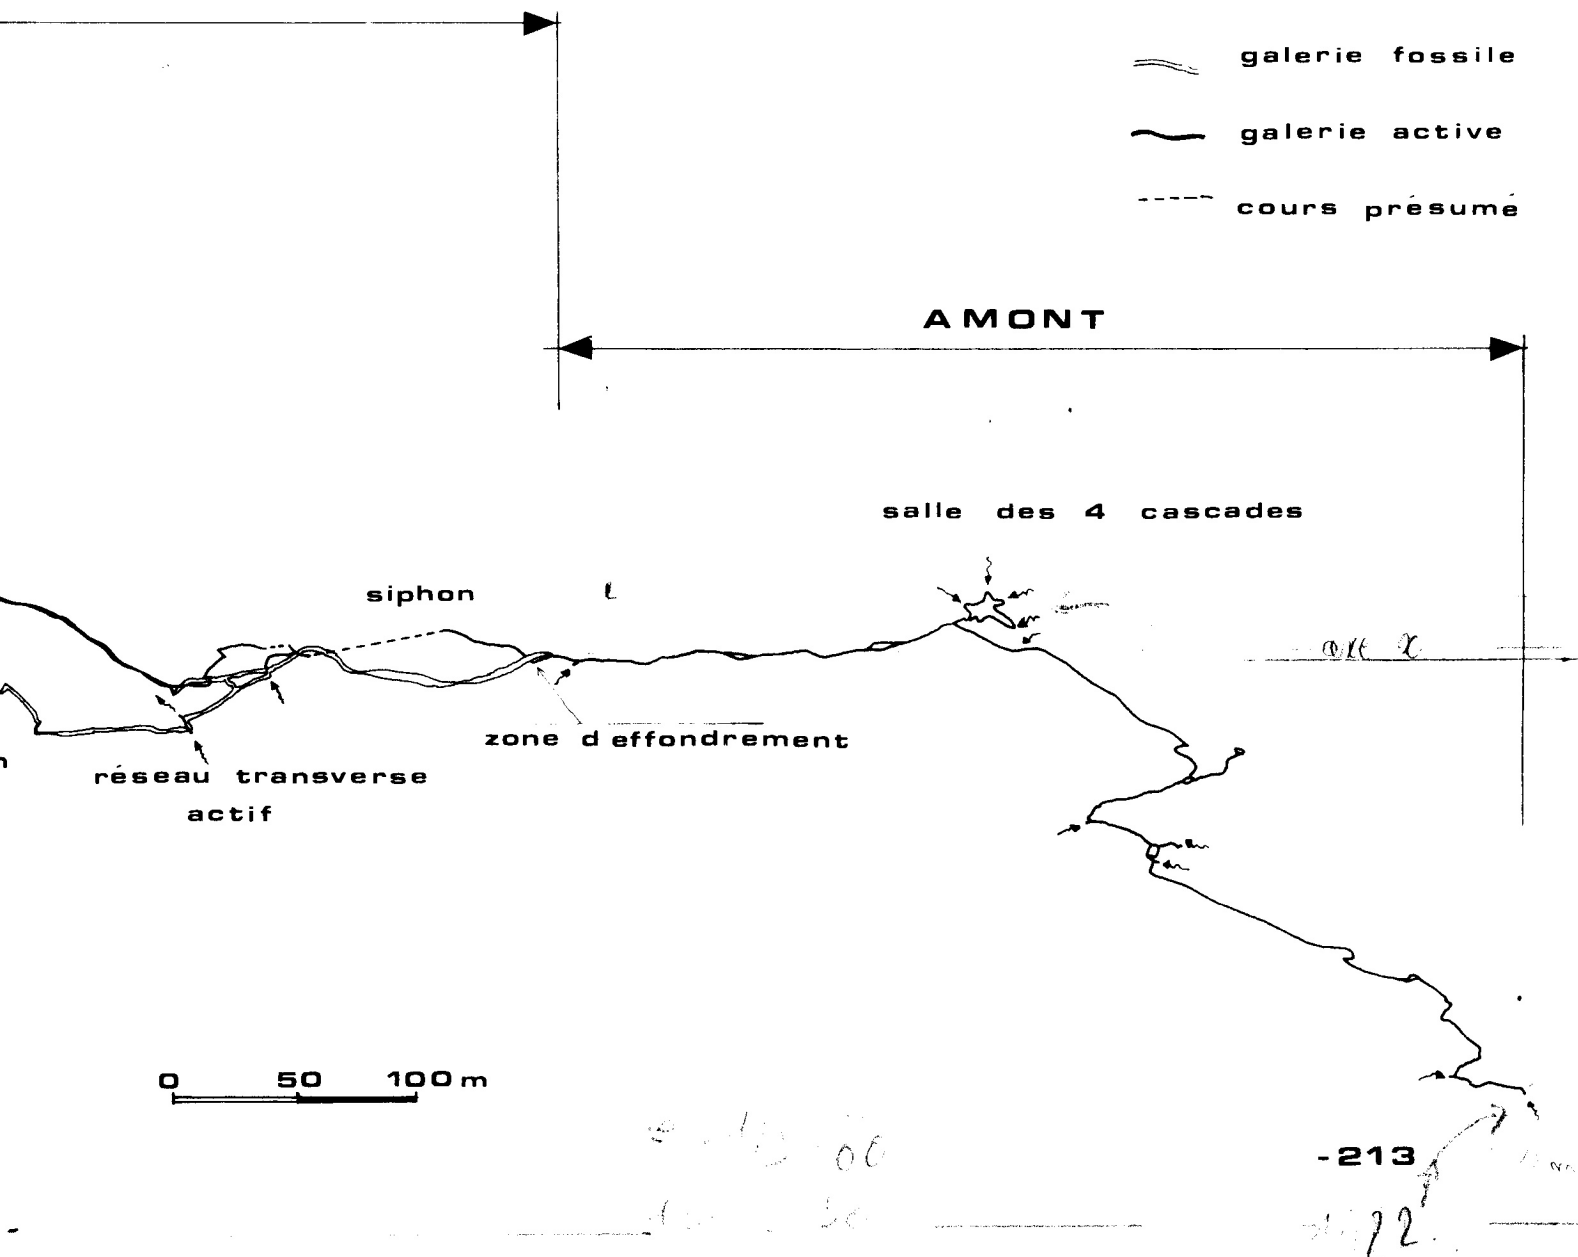 galerie fossile
galerie active
cours présumé
AMONT
salle des 4 cascades
siphon
axe x
zone d effondrement
n
réseau transverse
actif
0 50 100 m
-213